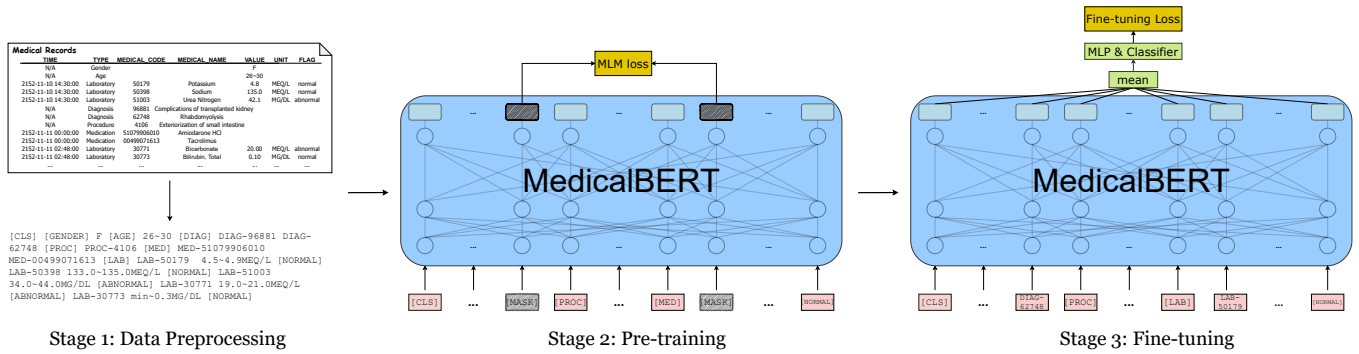 Medical Records
TIME TYPE MEDICAL_CODE MEDICAL_NAME VALUE UNIT FLAG
N/A Gender F
N/A Age 26~30
2152-11-10 14:30:00 Laboratory 50179 Potassium 4.8 MEQ/L normal
2152-11-10 14:30:00 Laboratory 50398 Sodium 135.0 MEQ/L normal
2152-11-10 14:30:00 Laboratory 51003 Urea Nitrogen 42.1 MG/DL abnormal
N/A Diagnosis 96881 Complications of transplanted kidney
N/A Diagnosis 62748 Rhabdomyolysis
N/A Procedure 4106 Exteriorization of small intestine
2152-11-11 00:00:00 Medication 51079906010 Amiodarone HCl
2152-11-11 00:00:00 Medication 00499071613 Tacrolimus
2152-11-11 02:48:00 Laboratory 30771 Bicarbonate 20.00 MEQ/L abnormal
2152-11-11 02:48:00 Laboratory 30773 Bilirubin, Total 0.10 MG/DL normal
... ... ... ... ... ... ...
[CLS] [GENDER] F [AGE] 26~30 [DIAG] DIAG-96881 DIAG-
62748 [PROC] PROC-4106 [MED] MED-51079906010
MED-00499071613 [LAB] LAB-50179 4.5~4.9MEQ/L [NORMAL]
LAB-50398 133.0~135.0MEQ/L [NORMAL] LAB-51003
34.0~44.0MG/DL [ABNORMAL] LAB-30771 19.0~21.0MEQ/L
[ABNORMAL] LAB-30773 min~0.3MG/DL [NORMAL]
Stage 1: Data Preprocessing
MLM loss
... ... ...
... ... ...
MedicalBERT
... ... ...
... ... ...
[CLS] ... [MASK] [PROC] ... [MED] [MASK] ... [NORMAL]
Stage 2: Pre-training
Fine-tuning Loss
MLP & Classifier
mean
... ... ...
... ... ...
MedicalBERT
... ... ...
... ... ...
[CLS] ... DIAG-62748 [PROC] ... [LAB] LAB-50179 ... [NORMAL]
Stage 3: Fine-tuning